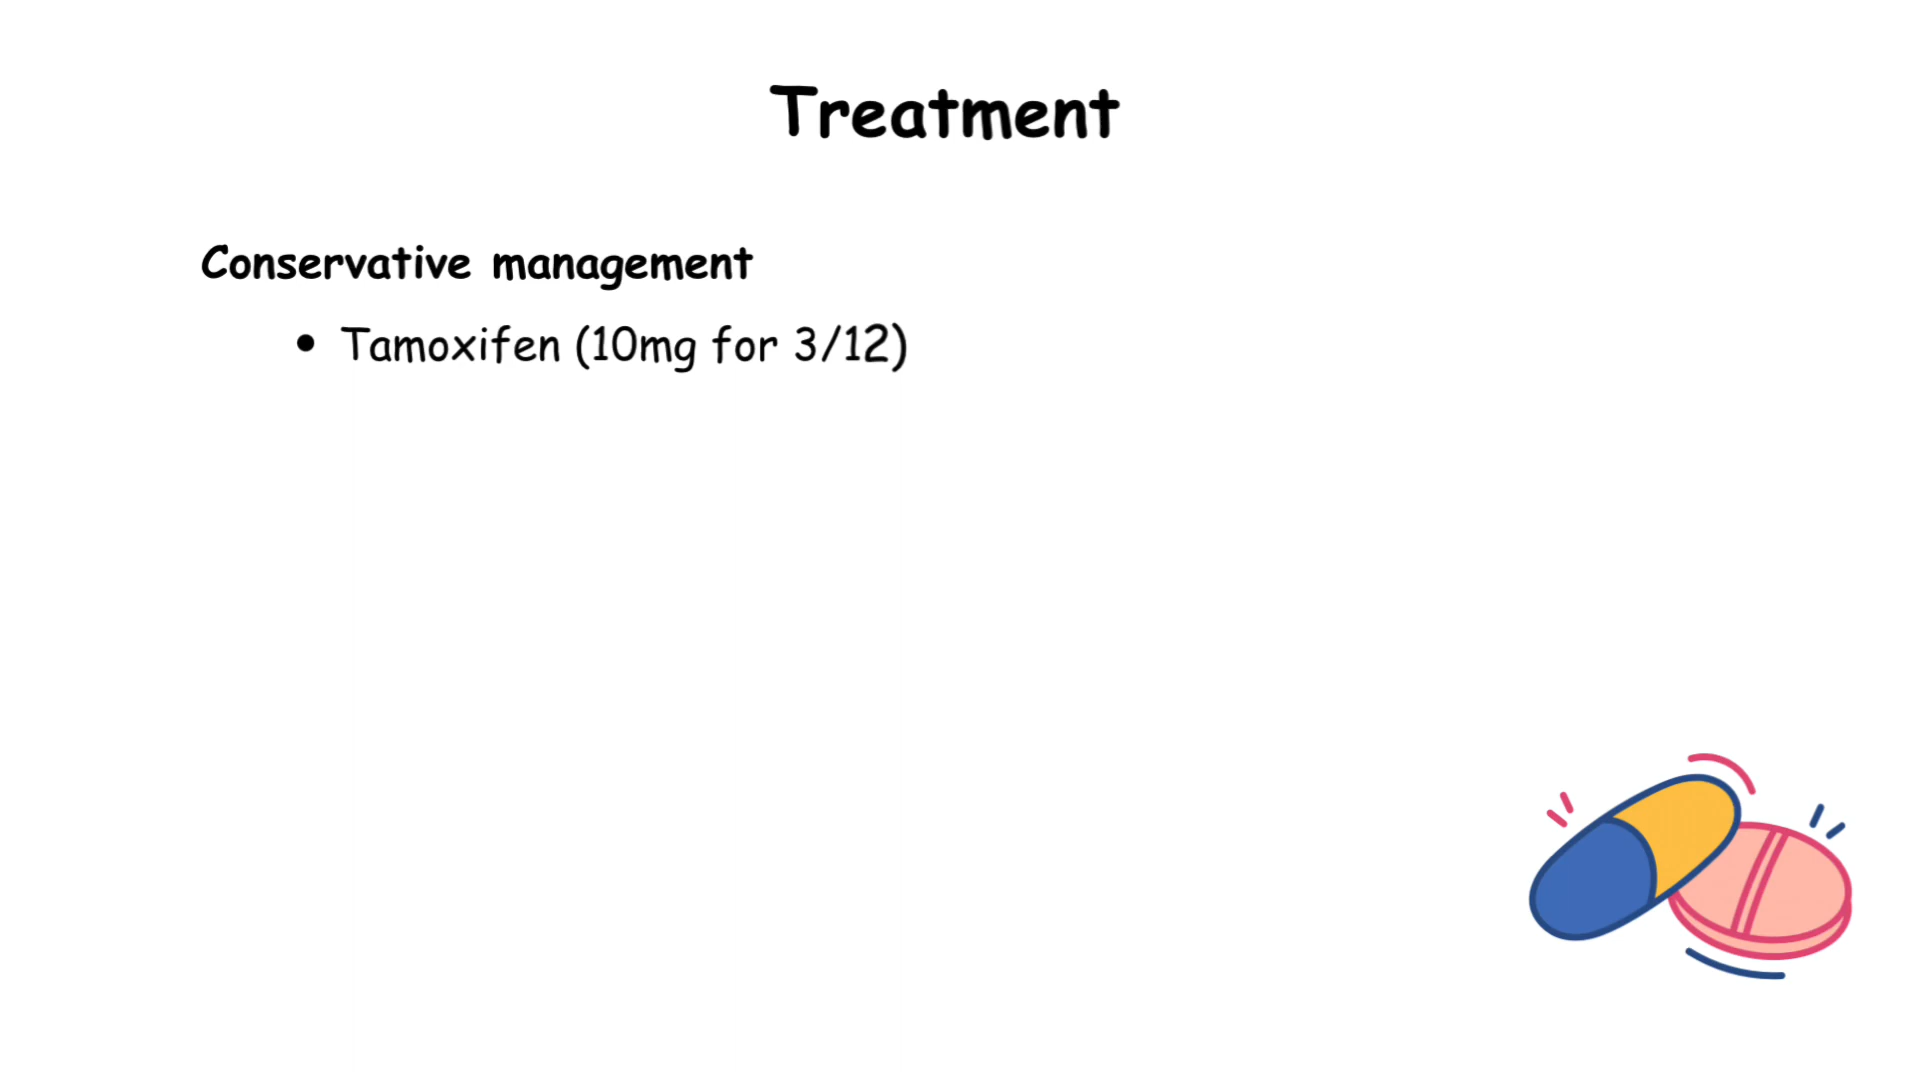 Treatment
Conservative management
• Tamoxifen (10mg for 3/12)